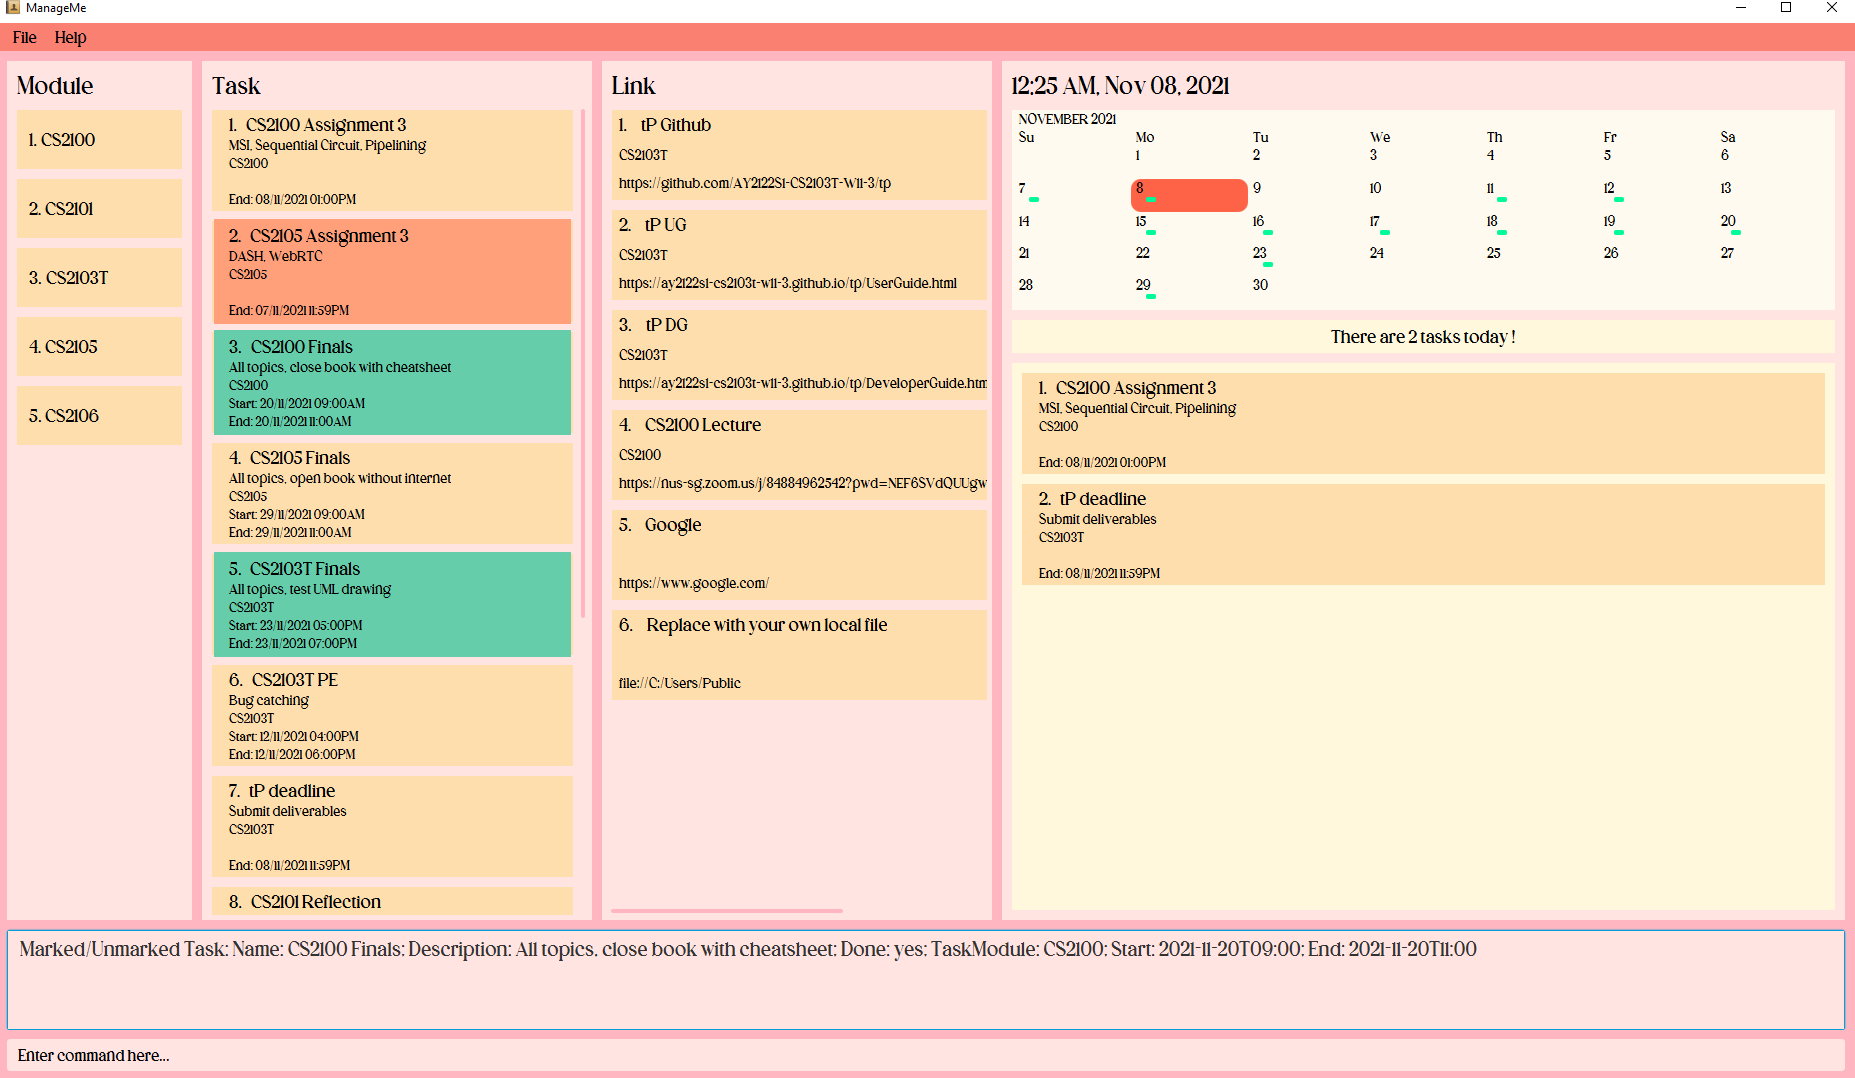 ManageMe
File Help
Module
1. CS2100
2. CS2101
3. CS2103T
4. CS2105
5. CS2106
Task
1. CS2100 Assignment 3
MSI, Sequential Circuit, Pipelining
CS2100
End: 08/11/2021 01:00PM
2. CS2105 Assignment 3
DASH, WebRTC
CS2105
End: 07/11/2021 11:59PM
3. CS2100 Finals
All topics, close book with cheatsheet
CS2100
Start: 20/11/2021 09:00AM
End: 20/11/2021 11:00AM
4. CS2105 Finals
All topics, open book without internet
CS2105
Start: 29/11/2021 09:00AM
End: 29/11/2021 11:00AM
5. CS2103T Finals
All topics, test UML drawing
CS2103T
Start: 23/11/2021 05:00PM
End: 23/11/2021 07:00PM
6. CS2103T PE
Bug catching
CS2103T
Start: 12/11/2021 04:00PM
End: 12/11/2021 06:00PM
7. tP deadline
Submit deliverables
CS2103T
End: 08/11/2021 11:59PM
8. CS2101 Reflection
Link
1. tP Github
CS2103T
https://github.com/AY2122S1-CS2103T-W11-3/tp
2. tP UG
CS2103T
https://ay2122s1-cs2103t-w11-3.github.io/tp/UserGuide.html
3. tP DG
CS2103T
https://ay2122s1-cs2103t-w11-3.github.io/tp/DeveloperGuide.htm
4. CS2100 Lecture
CS2100
https://nus-sg.zoom.us/j/84884962542?pwd=NEF6SVdQUUgw
5. Google
https://www.google.com/
6. Replace with your own local file
file://C:/Users/Public
12:25 AM, Nov 08, 2021
NOVEMBER 2021
Su Mo Tu We Th Fr Sa
1 2 3 4 5 6
7 8 9 10 11 12 13
14 15 16 17 18 19 20
21 22 23 24 25 26 27
28 29 30
There are 2 tasks today !
1. CS2100 Assignment 3
MSI, Sequential Circuit, Pipelining
CS2100
End: 08/11/2021 01:00PM
2. tP deadline
Submit deliverables
CS2103T
End: 08/11/2021 11:59PM
Marked/Unmarked Task: Name: CS2100 Finals; Description: All topics, close book with cheatsheet; Done: yes; TaskModule: CS2100; Start: 2021-11-20T09:00; End: 2021-11-20T11:00
Enter command here...